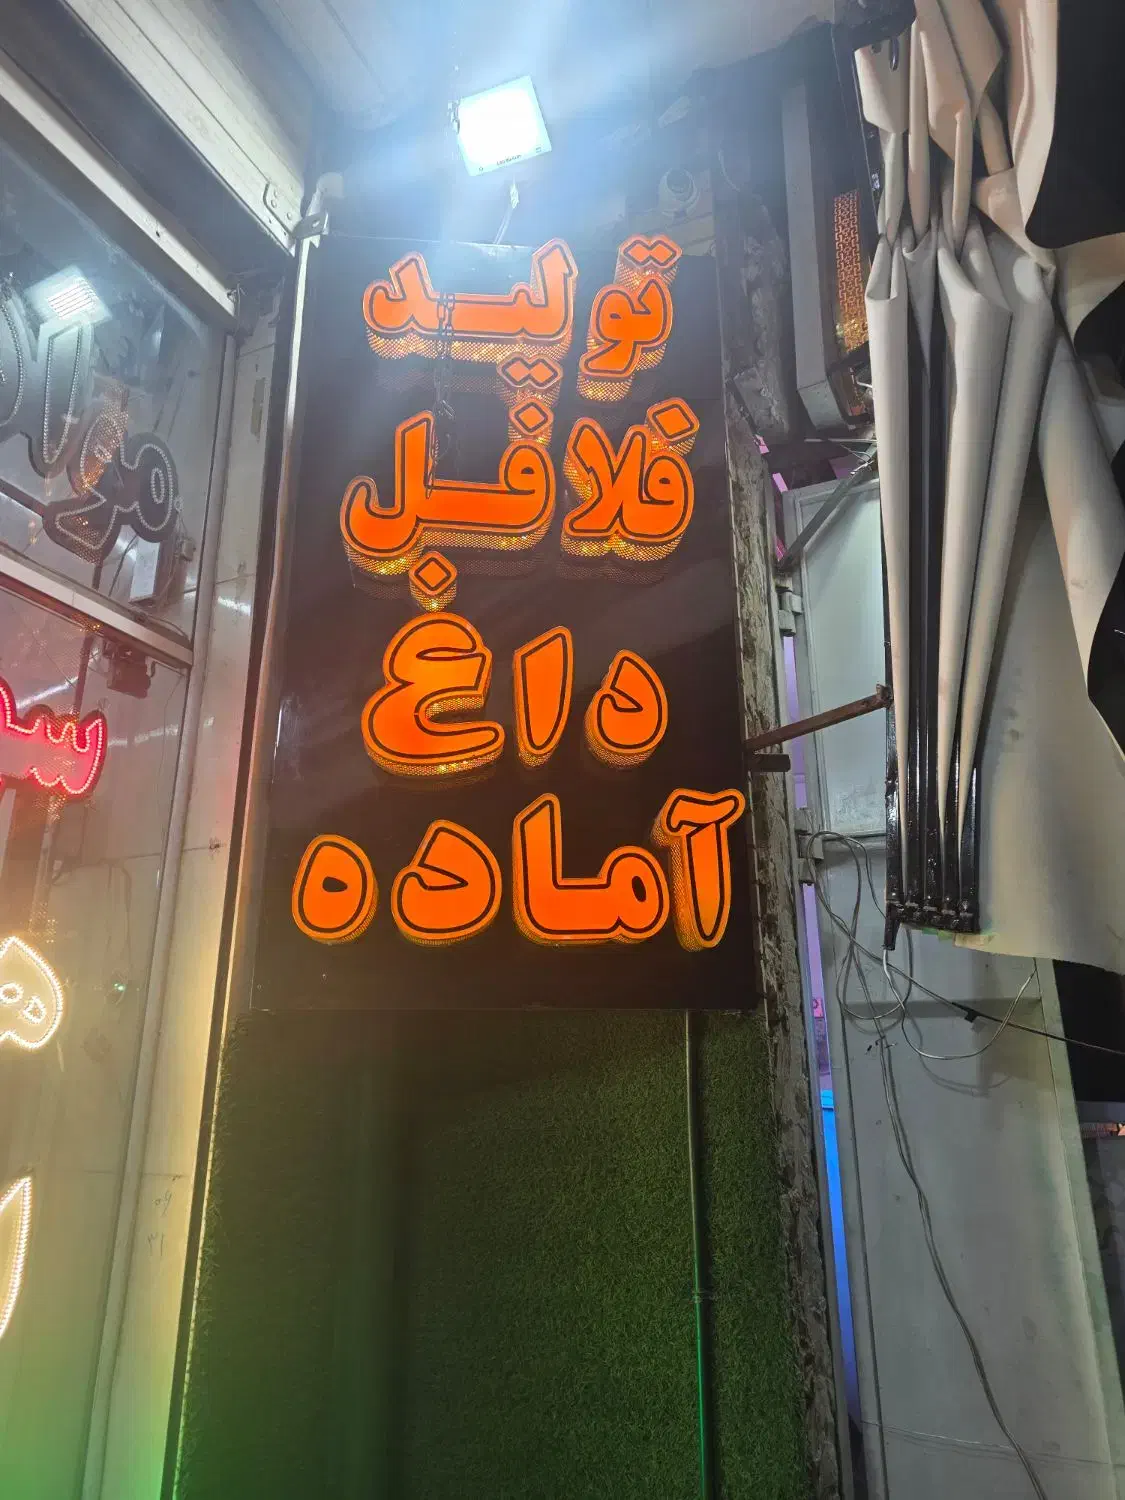 تولید
فلافل
داغ
آماده